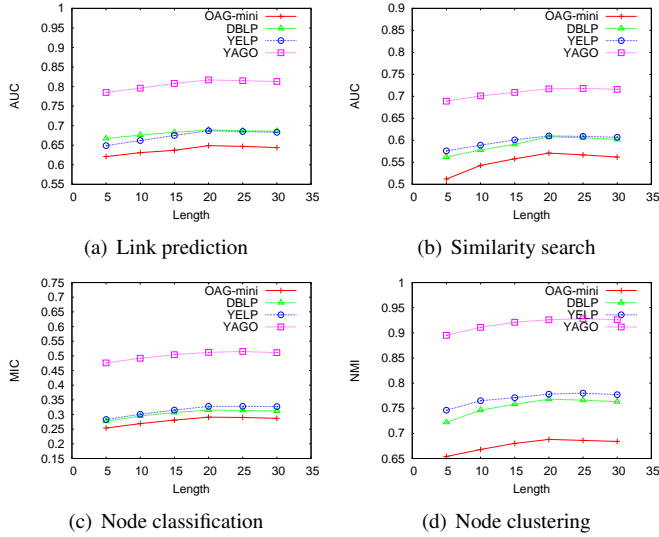 1
0.95
0.9
0.85
0.8
0.75
0.7
0.65
0.6
0.55
AUC
0 5 10 15 20 25 30 35
Length
OAG-mini
DBLP
YELP
YAGO
(a) Link prediction
0.9
0.85
0.8
0.75
0.7
0.65
0.6
0.55
0.5
AUC
0 5 10 15 20 25 30 35
Length
OAG-mini
DBLP
YELP
YAGO
(b) Similarity search
0.75
0.7
0.65
0.6
0.55
0.5
0.45
0.4
0.35
0.3
0.25
0.2
0.15
MIC
0 5 10 15 20 25 30 35
Length
OAG-mini
DBLP
YELP
YAGO
(c) Node classification
1
0.95
0.9
0.85
0.8
0.75
0.7
0.65
NMI
0 5 10 15 20 25 30 35
Length
OAG-mini
DBLP
YELP
YAGO
(d) Node clustering